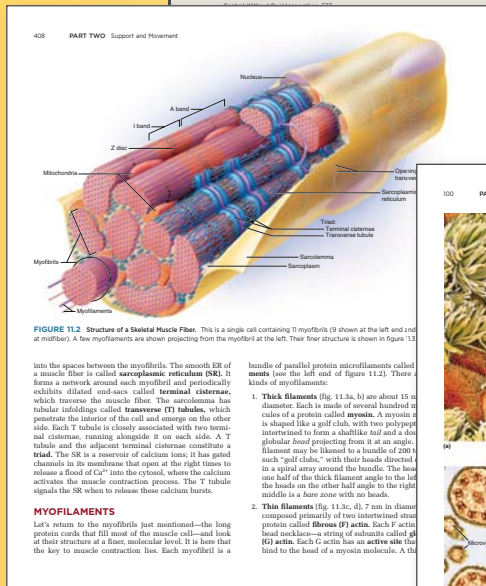 408 PART TWO Support and Movement
Nucleus
A band
I band
Z disc
Mitochondria
Openings
transverse
Sarcoplasmic
reticulum
Triad:
Terminal cisternae
Transverse tubule
Sarcolemma
Sarcoplasm
Myofibrils
Myofilaments
FIGURE 11.2 Structure of a Skeletal Muscle Fiber. This is a single cell containing 11 myofibrils (9 shown at the left end and
at midfiber). A few myofilaments are shown projecting from the myofibril at the left. Their finer structure is shown in figure 11.3.
into the spaces between the myofibrils. The smooth ER of
a muscle fiber is called sarcoplasmic reticulum (SR). It
forms a network around each myofibril and periodically
exhibits dilated end-sacs called terminal cisternae,
which traverse the muscle fiber. The sarcolemma has
tubular infoldings called transverse (T) tubules, which
penetrate the interior of the cell and emerge on the other
side. Each T tubule is closely associated with two termi-
nal cisternae, running alongside it on each side. A T
tubule and the adjacent terminal cisternae constitute a
triad. The SR is a reservoir of calcium ions; it has gated
channels in its membrane that open at the right times to
release a flood of Ca2+ into the cytosol, where the calcium
activates the muscle contraction process. The T tubule
signals the SR when to release these calcium bursts.
MYOFILAMENTS
Let's return to the myofibrils just mentioned—the long
protein cords that fill most of the muscle cell—and look
at their structure at a finer, molecular level. It is here that
the key to muscle contraction lies. Each myofibril is a
bundle of parallel protein microfilaments called
ments (see the left end of figure 11.2). There
kinds of myofilaments:
1. Thick filaments (fig. 11.3a, b) are about 15
diameter. Each is made of several hundred
cules of a protein called myosin. A myosin
is shaped like a golf club, with two polypept
intertwined to form a shaftlike tail and a dou
globular head projecting from it at an angle.
filament may be likened to a bundle of 200
such "golf clubs," with their heads directed
in a spiral array around the bundle. The head
one half of the thick filament angle to the lef
the heads on the other half angle to the right
middle is a bare zone with no heads.
2. Thin filaments (fig. 11.3c, d), 7 nm in diame
composed primarily of two intertwined stran
protein called fibrous (F) actin. Each F actin
bead necklace—a string of subunits called gl
(G) actin. Each G actin has an active site tha
bind to the head of a myosin molecule. A thi
100 PA
(a)
Microvi